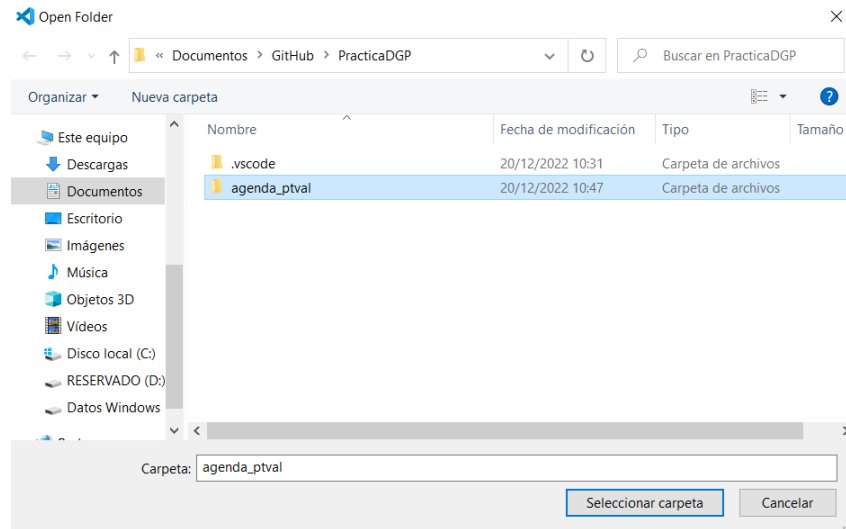 Open Folder
« Documentos > GitHub > PracticaDGP
Buscar en PracticaDGP
Organizar
Nueva carpeta
?
Este equipo
Descargas
Documentos
Escritorio
Imágenes
Música
Objetos 3D
Vídeos
Disco local (C:)
RESERVADO (D:)
Datos Windows
Nombre Fecha de modificación Tipo Tamaño
.vscode 20/12/2022 10:31 Carpeta de archivos
agenda_ptval 20/12/2022 10:47 Carpeta de archivos
Carpeta: agenda_ptval
Seleccionar carpeta
Cancelar